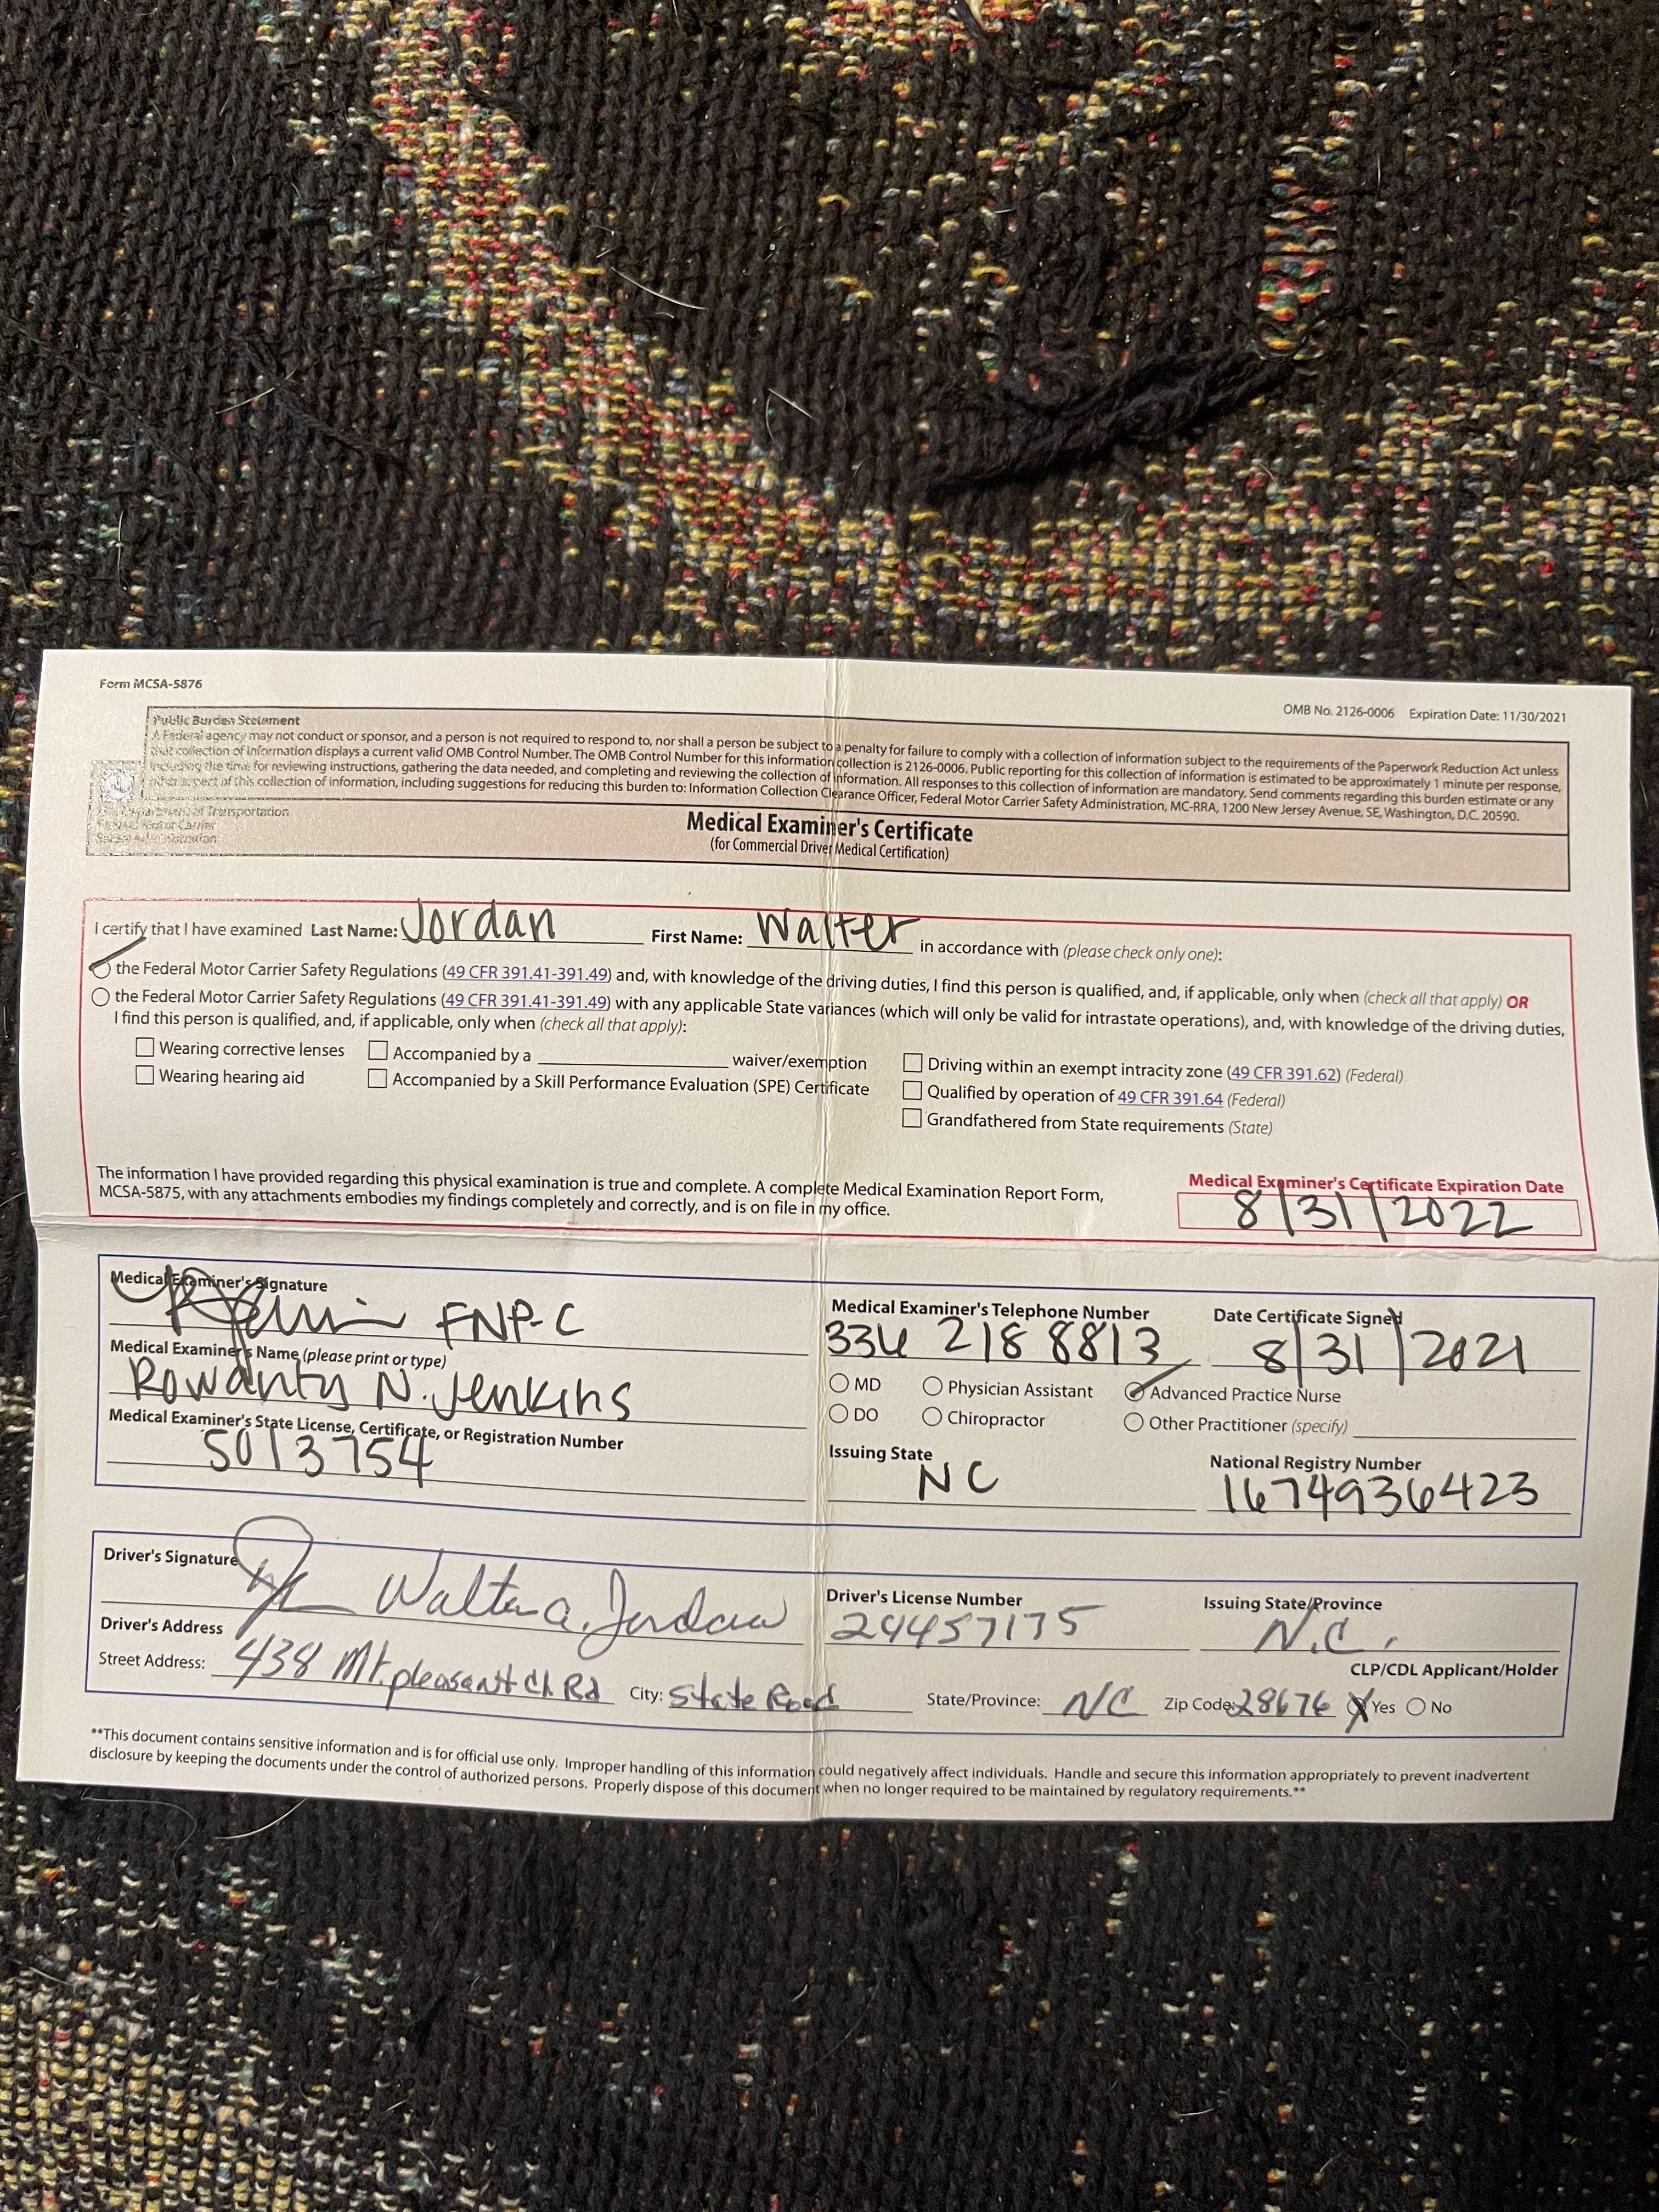 Form MCSA-5876
OMB No. 2126-0006 Expiration Date: 11/30/2021
Public Burden Statement
A Federal agency may not conduct or sponsor, and a person is not required to respond to, nor shall a person be subject to a penalty for failure to comply with a collection of information subject to the requirements of the Paperwork Reduction Act unless
that collection of information displays a current valid OMB Control Number. The OMB Control Number for this information collection is 2126-0006. Public reporting for this collection of information is estimated to be approximately 1 minute per response,
including the time for reviewing instructions, gathering the data needed, and completing and reviewing the collection of information. All responses to this collection of information are mandatory. Send comments regarding this burden estimate or any
other aspect of this collection of information, including suggestions for reducing this burden to: Information Collection Clearance Officer, Federal Motor Carrier Safety Administration, MC-RRA, 1200 New Jersey Avenue, SE, Washington, D.C. 20590.
Department of Transportation
Federal Motor Carrier
Safety Administration
Medical Examiner's Certificate
(for Commercial Driver Medical Certification)
I certify that I have examined Last Name: Jordan First Name: Walter in accordance with (please check only one):
the Federal Motor Carrier Safety Regulations (49 CFR 391.41-391.49) and, with knowledge of the driving duties, I find this person is qualified, and, if applicable, only when (check all that apply) OR
the Federal Motor Carrier Safety Regulations (49 CFR 391.41-391.49) with any applicable State variances (which will only be valid for intrastate operations), and, with knowledge of the driving duties,
I find this person is qualified, and, if applicable, only when (check all that apply):
Wearing corrective lenses Accompanied by a waiver/exemption Driving within an exempt intracity zone (49 CFR 391.62) (Federal)
Wearing hearing aid Accompanied by a Skill Performance Evaluation (SPE) Certificate Qualified by operation of 49 CFR 391.64 (Federal)
Grandfathered from State requirements (State)
The information I have provided regarding this physical examination is true and complete. A complete Medical Examination Report Form,
MCSA-5875, with any attachments embodies my findings completely and correctly, and is on file in my office.
Medical Examiner's Certificate Expiration Date
8/31/2022
Medical Examiner's Signature
FNP-C
Medical Examiner's Telephone Number Date Certificate Signed
336 218 8813 8/31/2021
Medical Examiner's Name (please print or type)
Rowanty N. Jenkins
MD Physician Assistant Advanced Practice Nurse
DO Chiropractor Other Practitioner (specify)
Medical Examiner's State License, Certificate, or Registration Number
5013754
Issuing State National Registry Number
NC 1674936423
Driver's Signature
Walter a. Jordan
Driver's License Number Issuing State/Province
24457175 N.C.
Driver's Address
CLP/CDL Applicant/Holder
Street Address: 438 Mt. pleasant Ch Rd City: State Road State/Province: NC Zip Code: 28676 Yes No
**This document contains sensitive information and is for official use only. Improper handling of this information could negatively affect individuals. Handle and secure this information appropriately to prevent inadvertent
disclosure by keeping the documents under the control of authorized persons. Properly dispose of this document when no longer required to be maintained by regulatory requirements.**